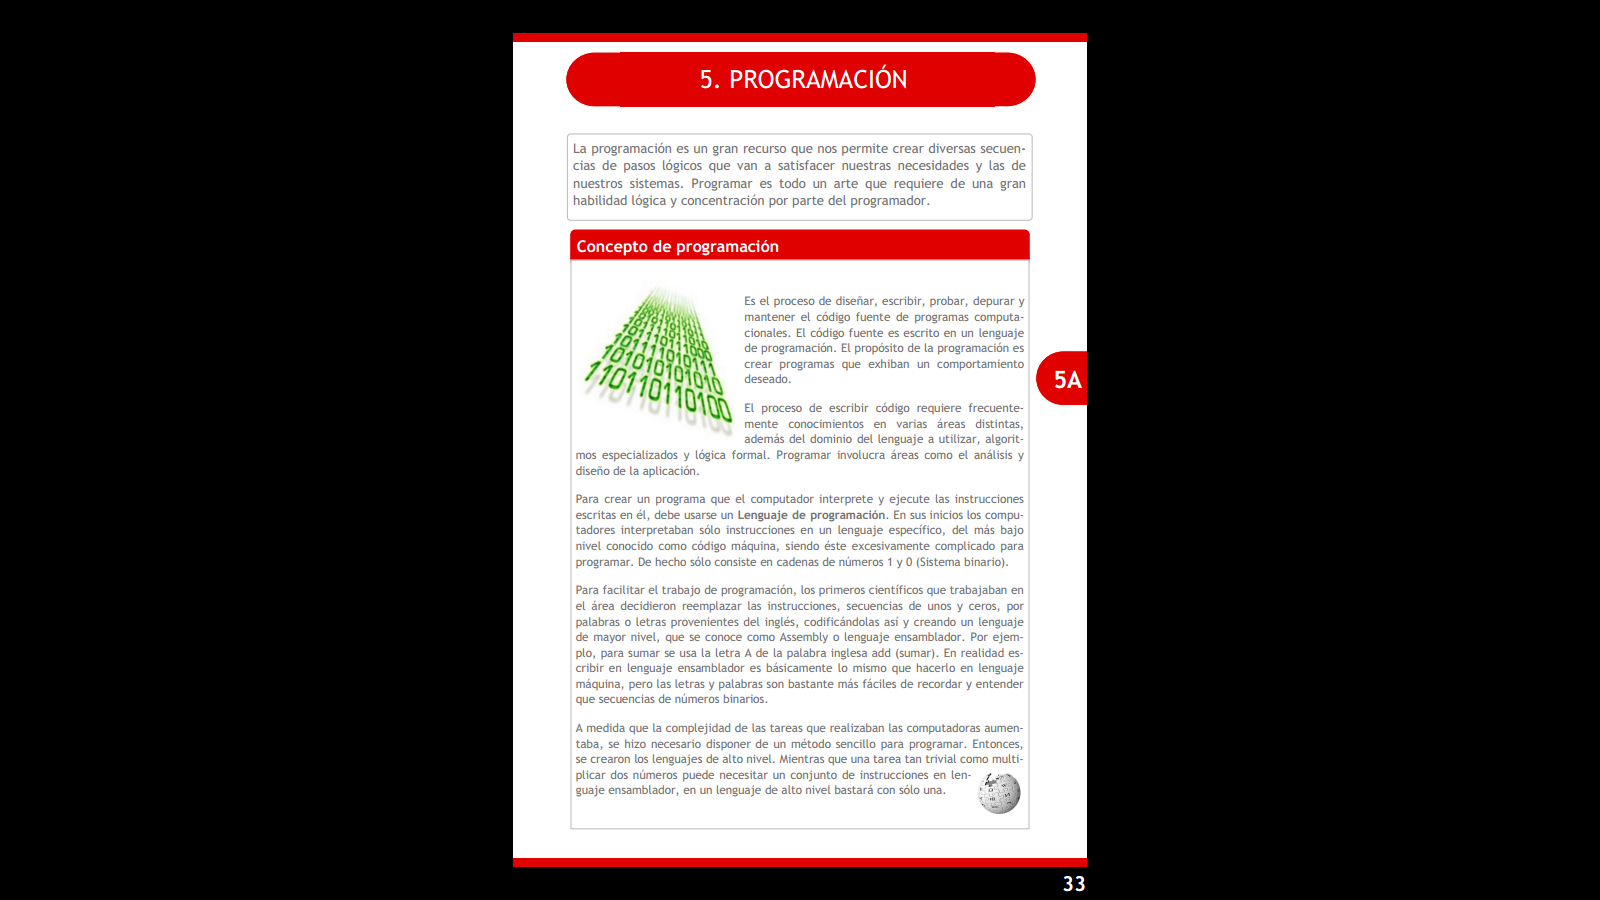 5. PROGRAMACIÓN
La programación es un gran recurso que nos permite crear diversas secuen-
cias de pasos lógicos que van a satisfacer nuestras necesidades y las de
nuestros sistemas. Programar es todo un arte que requiere de una gran
habilidad lógica y concentración por parte del programador.
Concepto de programación
Es el proceso de diseñar, escribir, probar, depurar y
mantener el código fuente de programas computa-
cionales. El código fuente es escrito en un lenguaje
de programación. El propósito de la programación es
crear programas que exhiban un comportamiento
deseado.
El proceso de escribir código requiere frecuente-
mente conocimientos en varias áreas distintas,
además del dominio del lenguaje a utilizar, algorit-
mos especializados y lógica formal. Programar involucra áreas como el análisis y
diseño de la aplicación.
Para crear un programa que el computador interprete y ejecute las instrucciones
escritas en él, debe usarse un Lenguaje de programación. En sus inicios los compu-
tadores interpretaban sólo instrucciones en un lenguaje específico, del más bajo
nivel conocido como código máquina, siendo éste excesivamente complicado para
programar. De hecho sólo consiste en cadenas de números 1 y 0 (Sistema binario).
Para facilitar el trabajo de programación, los primeros científicos que trabajaban en
el área decidieron reemplazar las instrucciones, secuencias de unos y ceros, por
palabras o letras provenientes del inglés, codificándolas así y creando un lenguaje
de mayor nivel, que se conoce como Assembly o lenguaje ensamblador. Por ejem-
plo, para sumar se usa la letra A de la palabra inglesa add (sumar). En realidad es-
cribir en lenguaje ensamblador es básicamente lo mismo que hacerlo en lenguaje
máquina, pero las letras y palabras son bastante más fáciles de recordar y entender
que secuencias de números binarios.
A medida que la complejidad de las tareas que realizaban las computadoras aumen-
taba, se hizo necesario disponer de un método sencillo para programar. Entonces,
se crearon los lenguajes de alto nivel. Mientras que una tarea tan trivial como multi-
plicar dos números puede necesitar un conjunto de instrucciones en len-
guaje ensamblador, en un lenguaje de alto nivel bastará con sólo una.
5A
33